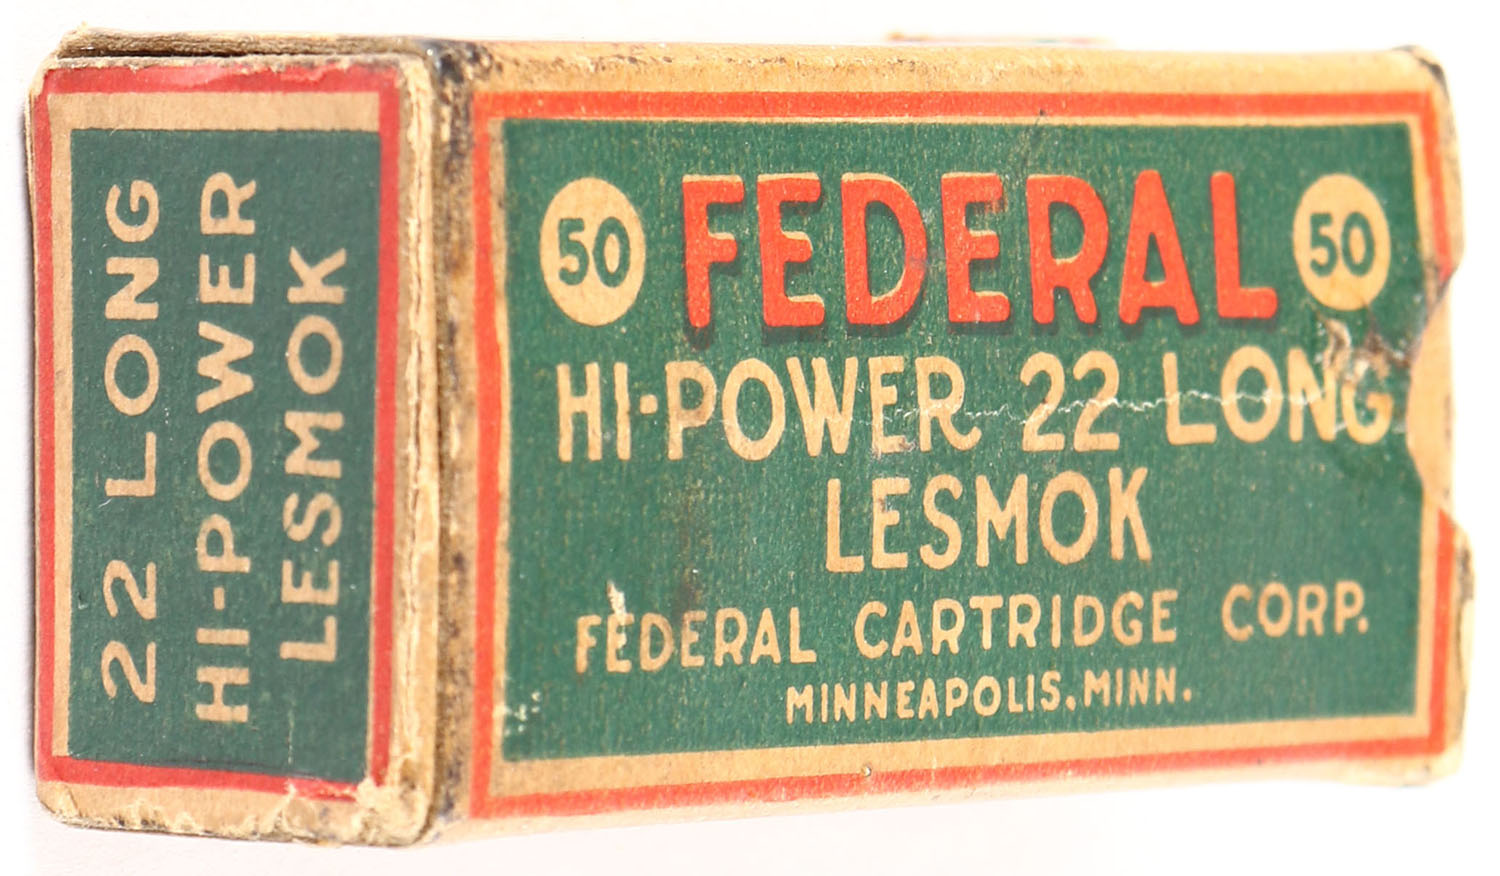 22 LONG
HI-POWER
LESMOK
50 FEDERAL 50
HI-POWER 22 LONG
LESMOK
FEDERAL CARTRIDGE CORP.
MINNEAPOLIS, MINN.